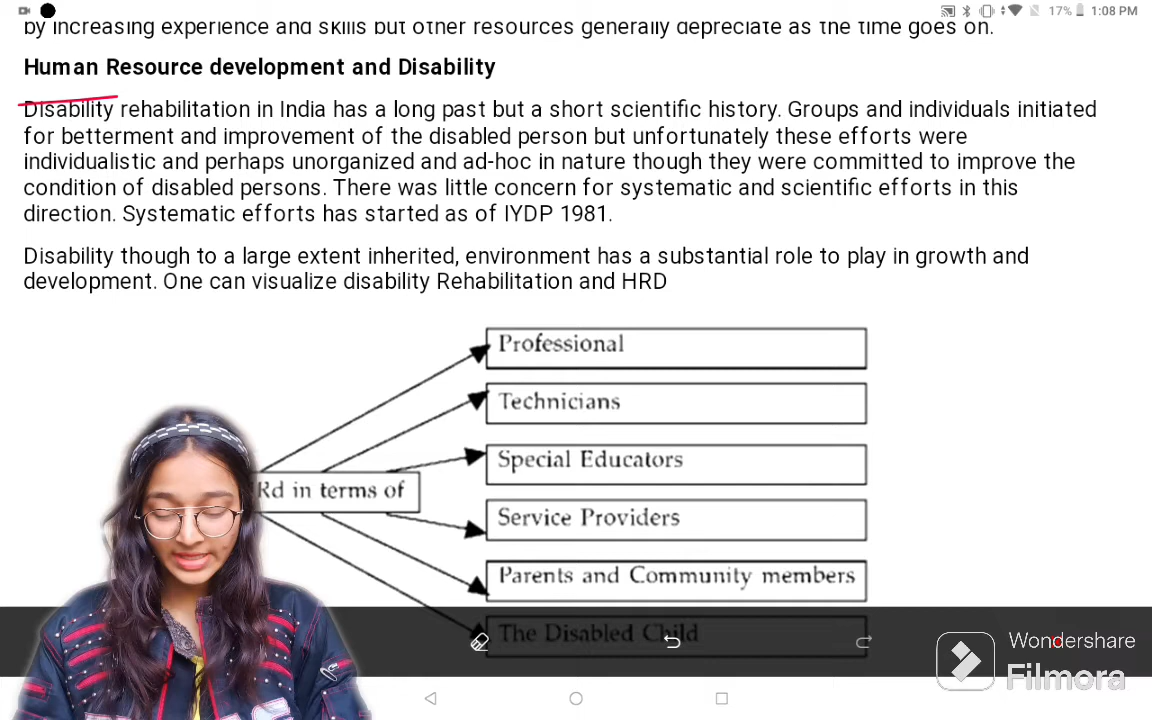 17% 1:08 PM
by increasing experience and skills but other resources generally depreciate as the time goes on.
Human Resource development and Disability
Disability rehabilitation in India has a long past but a short scientific history. Groups and individuals initiated
for betterment and improvement of the disabled person but unfortunately these efforts were
individualistic and perhaps unorganized and ad-hoc in nature though they were committed to improve the
condition of disabled persons. There was little concern for systematic and scientific efforts in this
direction. Systematic efforts has started as of IYDP 1981.
Disability though to a large extent inherited, environment has a substantial role to play in growth and
development. One can visualize disability Rehabilitation and HRD
Professional
Technicians
Special Educators
Rd in terms of
Service Providers
Parents and Community members
The Disabled Child
Wondershare
Filmora